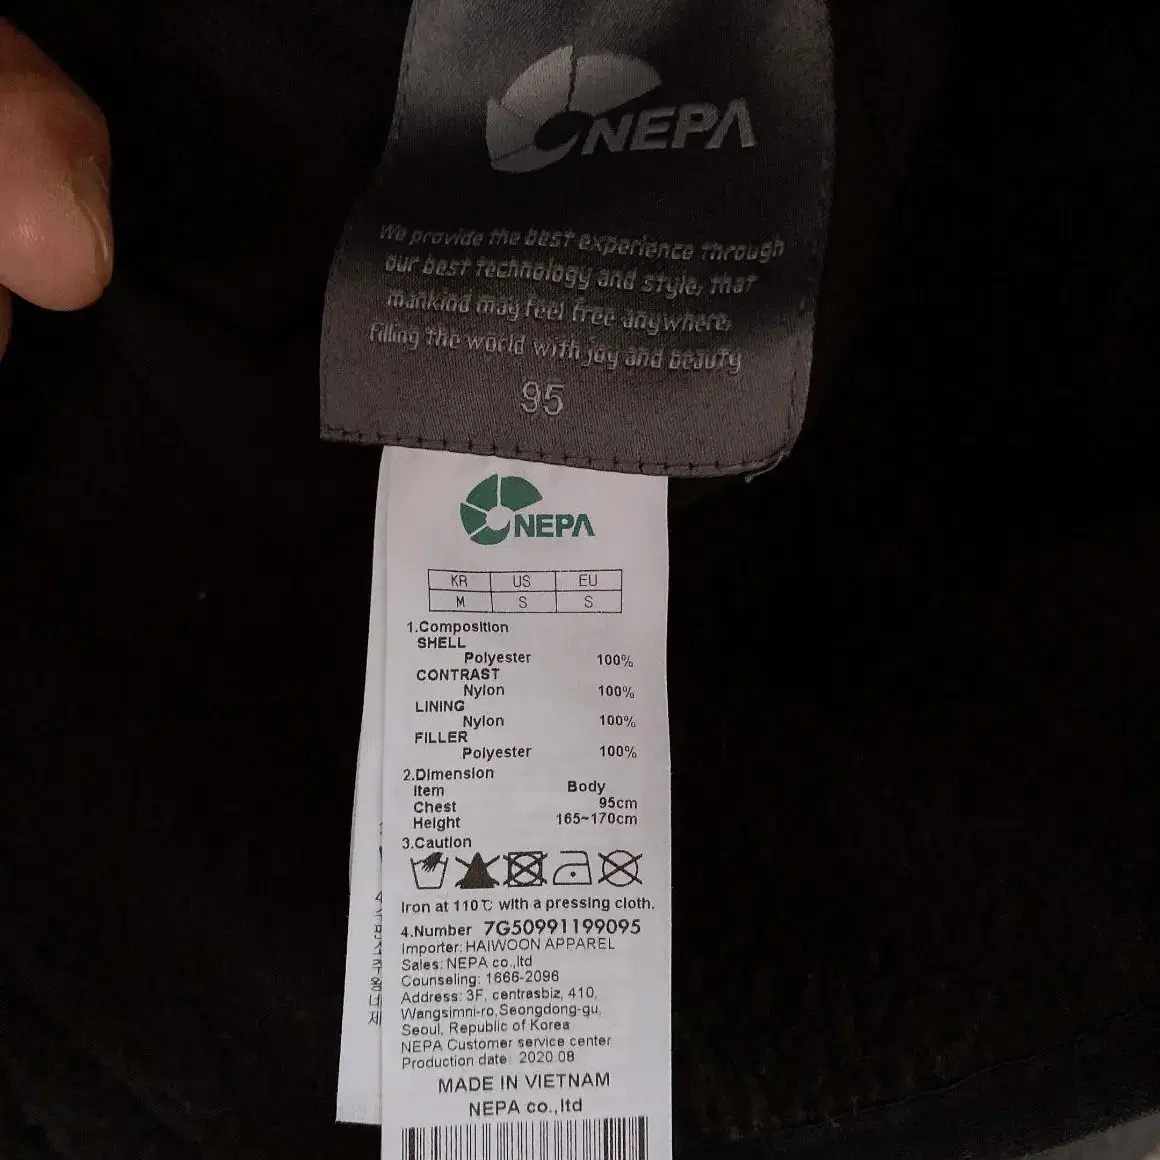 NEPA
We provide the best experience through
our best technology and style, that
mankind may feel free anywhere,
filling the world with joy and beauty
95
NEPA
KR US EU
M S S
1.Composition
SHELL
Polyester 100%
CONTRAST
Nylon 100%
LINING
Nylon 100%
FILLER
Polyester 100%
2.Dimension
Item Body
Chest 95cm
Height 165~170cm
3.Caution
Iron at 110℃ with a pressing cloth.
4.Number 7G50991199095
Importer: HAIWOON APPAREL
Sales: NEPA co.,ltd
Counseling: 1666-2096
Address: 3F, centrasbiz, 410,
Wangsimni-ro,Seongdong-gu,
Seoul, Republic of Korea
NEPA Customer service center
Production date: 2020.08
MADE IN VIETNAM
NEPA co.,ltd